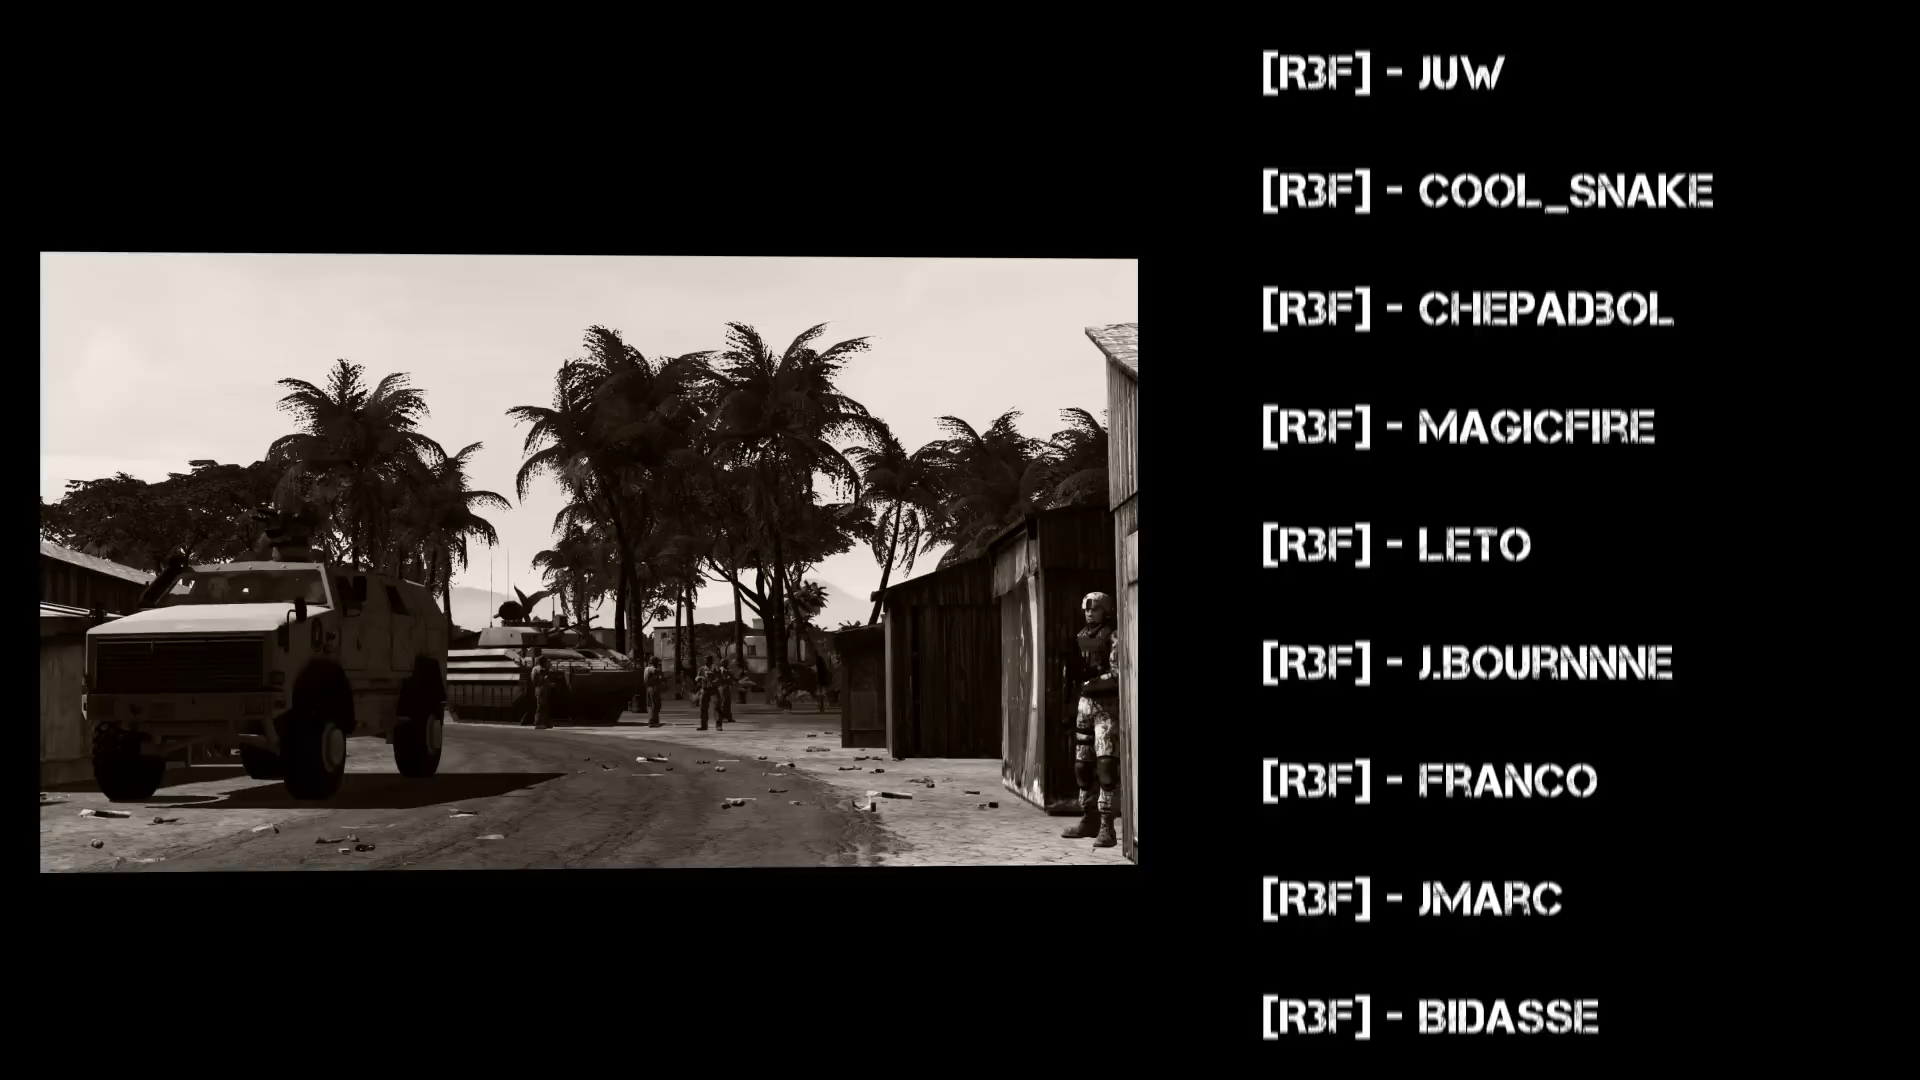 [R3F] - JUW
[R3F] - COOL_SNAKE
[R3F] - CHEPAD3OL
[R3F] - MAGICFIRE
[R3F] - LETO
[R3F] - J.BOURNNNE
[R3F] - FRANCO
[R3F] - JMARC
[R3F] - BIDASSE